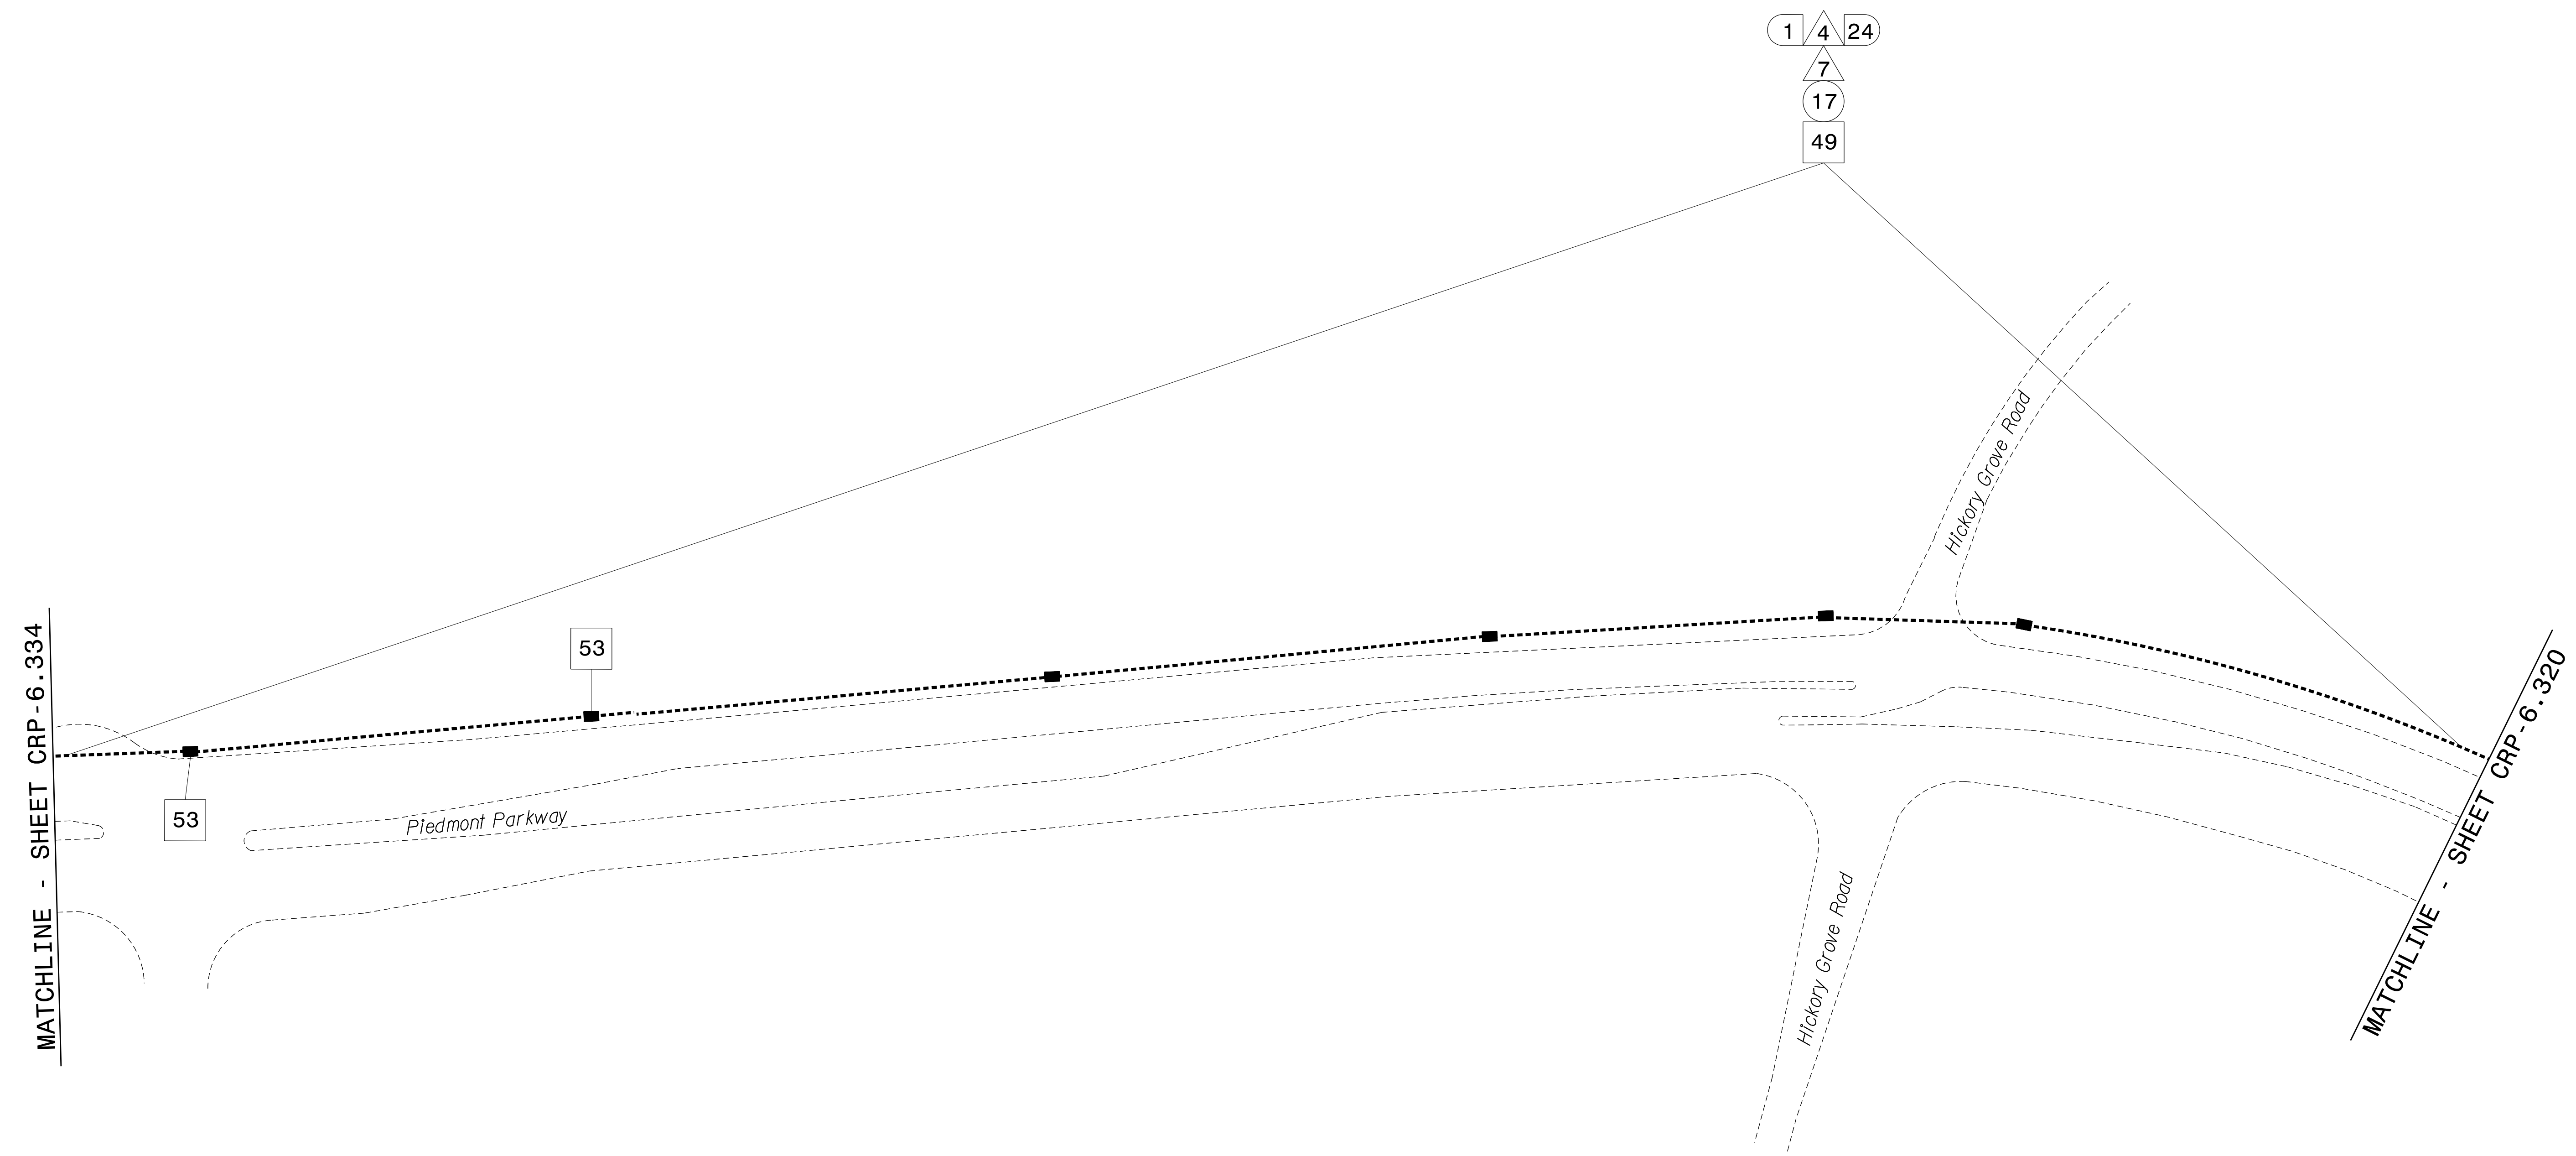 1 4 24
7
17
49
Hickory Grove Road
53
53
Piedmont Parkway
Hickory Grove Road
MATCHLINE - SHEET CRP-6.334
MATCHLINE - SHEET CRP-6.320